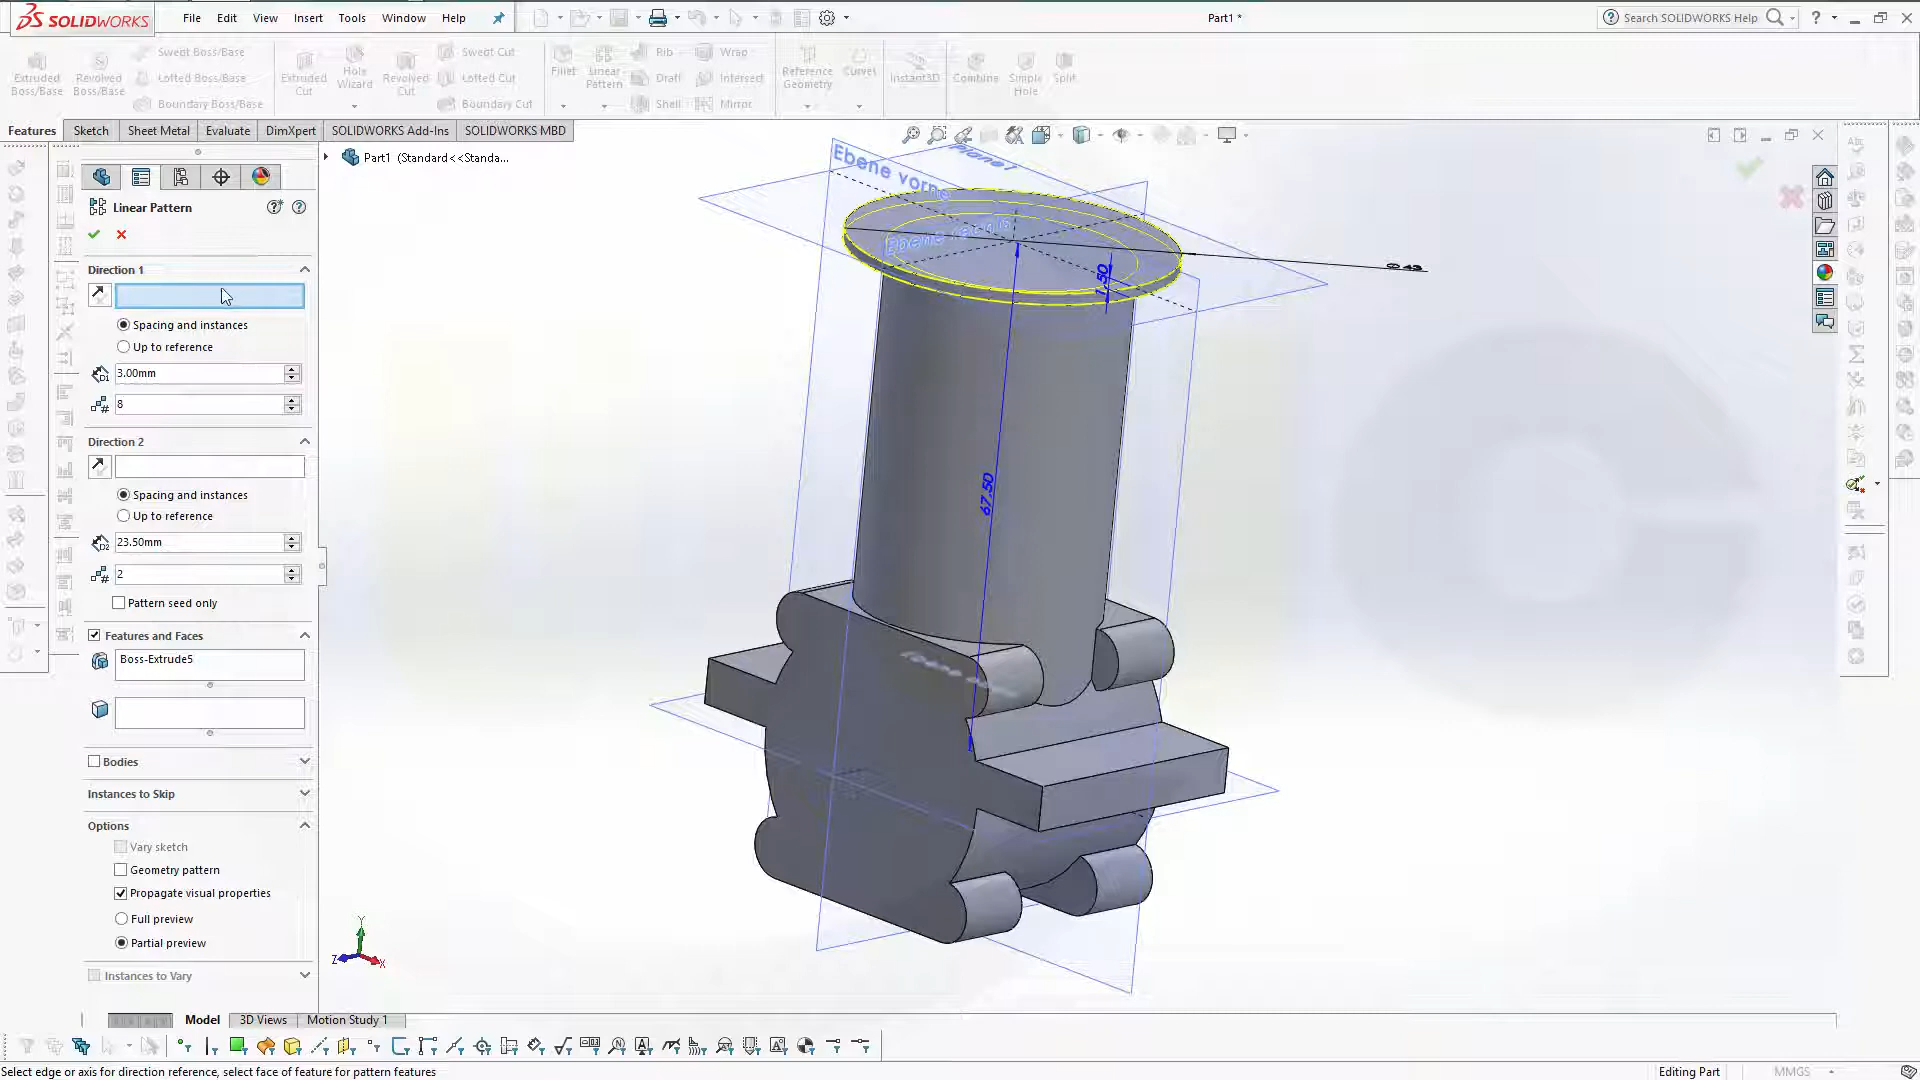 SOLIDWORKS
File Edit View Insert Tools Window Help
Part1 *
Search SOLIDWORKS Help
Extruded Boss/Base
Revolved Boss/Base
Swept Boss/Base
Lofted Boss/Base
Boundary Boss/Base
Extruded Cut
Hole Wizard
Revolved Cut
Swept Cut
Lofted Cut
Boundary Cut
Fillet
Linear Pattern
Rib
Draft
Shell
Wrap
Intersect
Mirror
Reference Geometry
Curves
Instant3D
Combine
Simple Hole
Split
Features Sketch Sheet Metal Evaluate DimXpert SOLIDWORKS Add-Ins SOLIDWORKS MBD
Part1 (Standard<<Standa...
Linear Pattern
Direction 1
Spacing and instances
Up to reference
D1
3.00mm
8
Direction 2
Spacing and instances
Up to reference
D2
23.50mm
2
Pattern seed only
Features and Faces
Boss-Extrude5
Bodies
Instances to Skip
Options
Vary sketch
Geometry pattern
Propagate visual properties
Full preview
Partial preview
Instances to Vary
Ebene vorne
Plane1
Ebene rechts
1.50
67.50
Y
Z
X
Model 3D Views Motion Study 1
Select edge or axis for direction reference, select face of feature for pattern features
Editing Part
MMGS